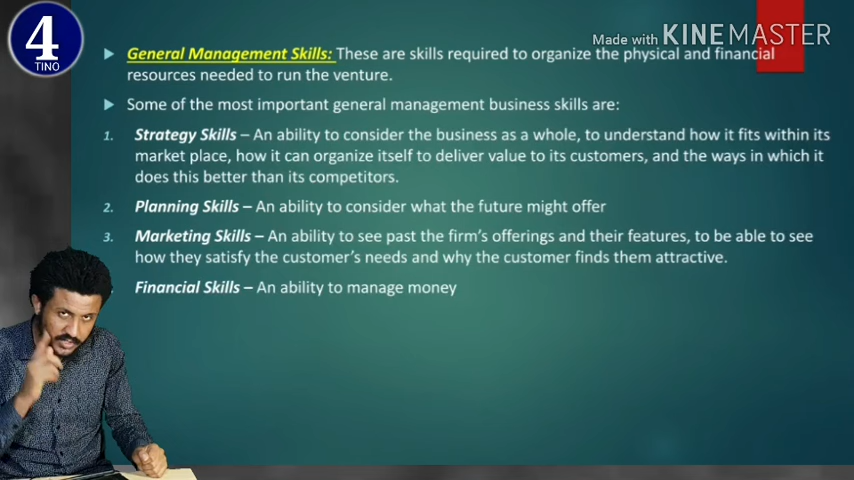 4
TINO
Made with KINEMASTER
General Management Skills: These are skills required to organize the physical and financial
resources needed to run the venture.
Some of the most important general management business skills are:
1. Strategy Skills – An ability to consider the business as a whole, to understand how it fits within its
market place, how it can organize itself to deliver value to its customers, and the ways in which it
does this better than its competitors.
2. Planning Skills – An ability to consider what the future might offer
3. Marketing Skills – An ability to see past the firm's offerings and their features, to be able to see
how they satisfy the customer's needs and why the customer finds them attractive.
Financial Skills – An ability to manage money